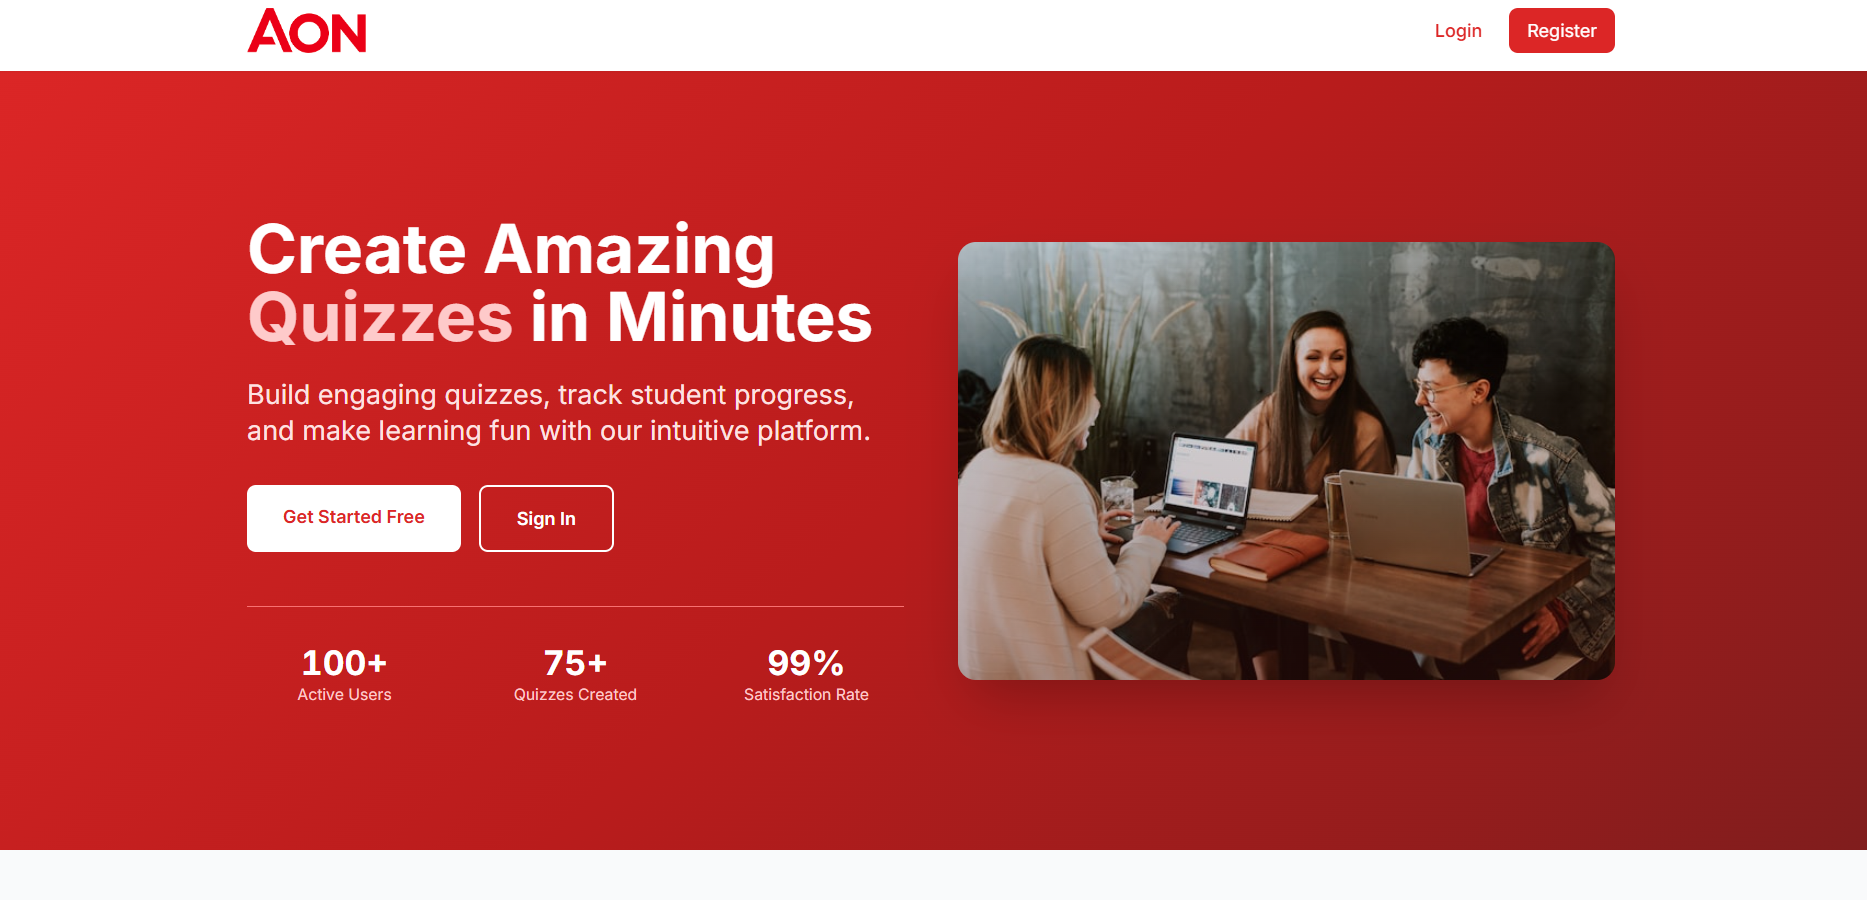 AON
Login
Register
Create Amazing
Quizzes in Minutes
Build engaging quizzes, track student progress,
and make learning fun with our intuitive platform.
Get Started Free
Sign In
100+
Active Users
75+
Quizzes Created
99%
Satisfaction Rate